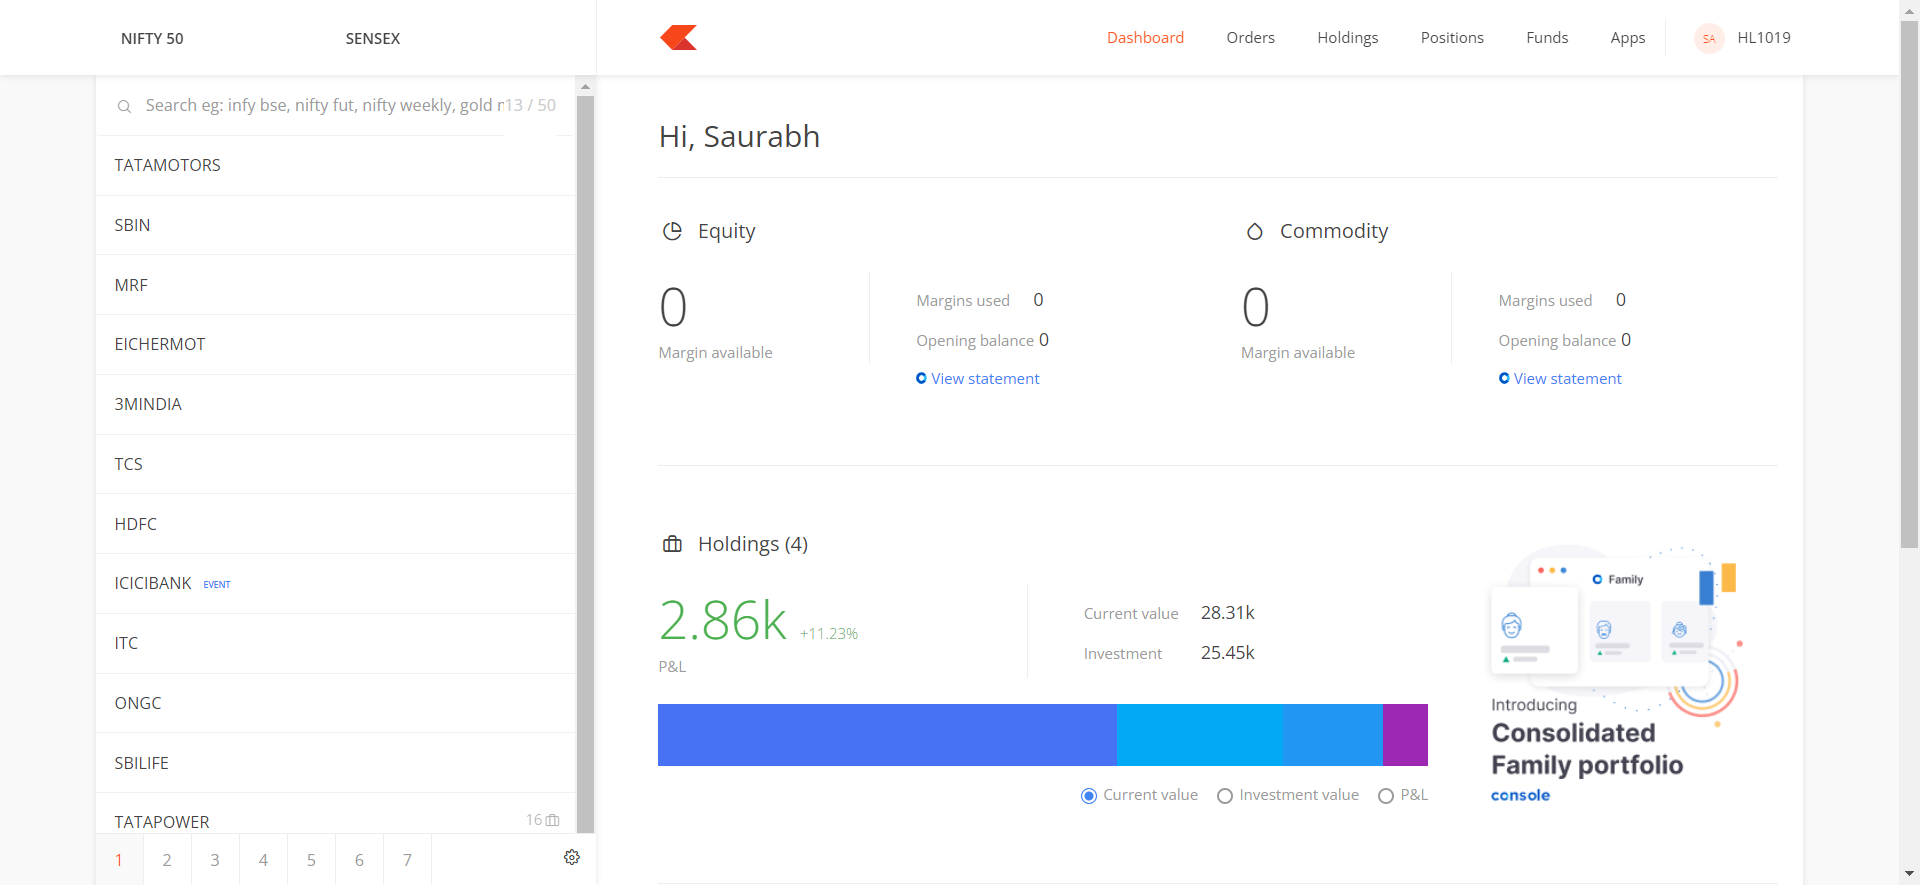 NIFTY 50
SENSEX
Dashboard
Orders
Holdings
Positions
Funds
Apps
SA
HL1019
Search eg: infy bse, nifty fut, nifty weekly, gold
13 / 50
TATAMOTORS
SBIN
MRF
EICHERMOT
3MINDIA
TCS
HDFC
ICICIBANK EVENT
ITC
ONGC
SBILIFE
TATAPOWER 16
1 2 3 4 5 6 7
Hi, Saurabh
Equity
0
Margin available
Margins used 0
Opening balance 0
View statement
Commodity
0
Margin available
Margins used 0
Opening balance 0
View statement
Holdings (4)
2.86k +11.23%
P&L
Current value 28.31k
Investment 25.45k
Current value
Investment value
P&L
Family
Introducing
Consolidated
Family portfolio
console